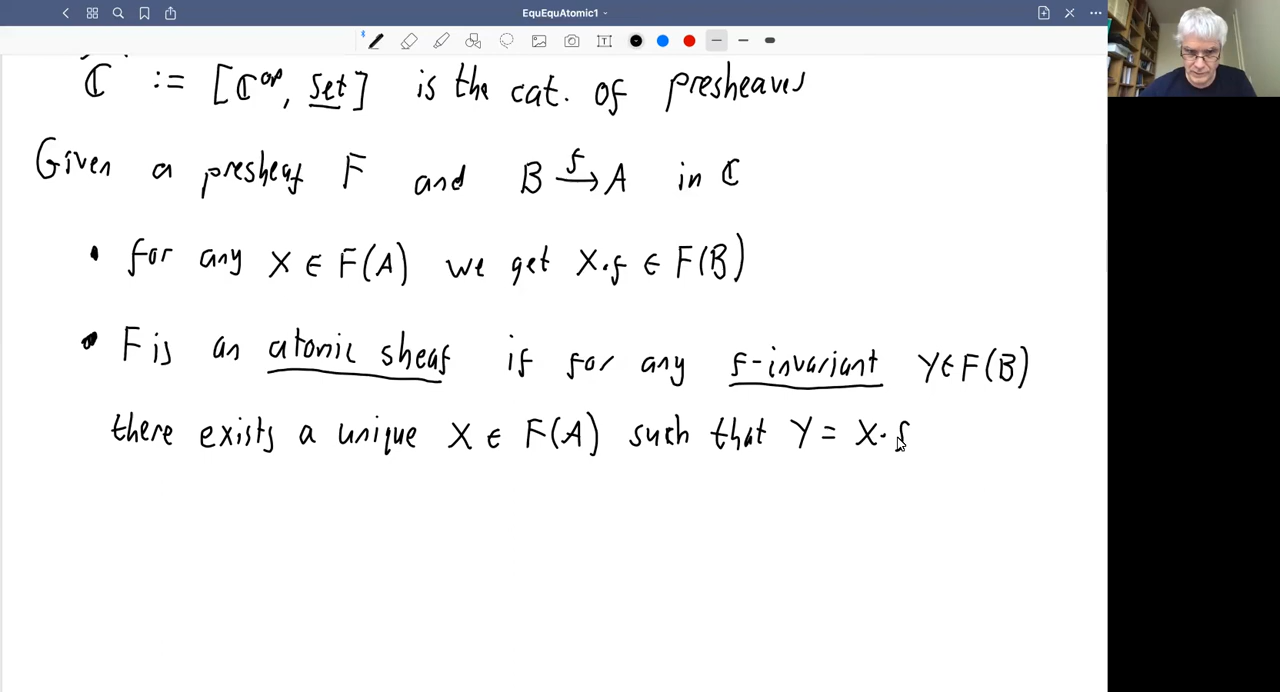 EquEquAtomic1
ℂ := [ℂᵒᵖ, Set] is the cat. of presheaves
Given a presheaf F and B →f A in ℂ
• for any X ∈ F(A) we get X·f ∈ F(B)
• F is an atomic sheaf if for any f-invariant Y∈F(B)
there exists a unique X ∈ F(A) such that Y = X·f